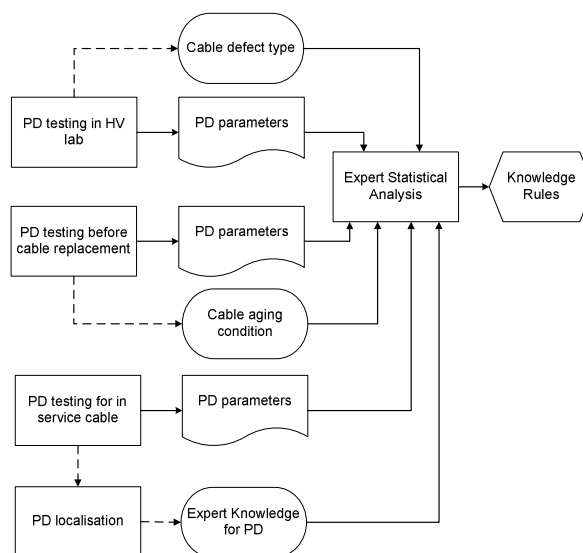 Cable defect type
PD testing in HV
lab
PD parameters
Expert Statistical
Analysis
Knowledge
Rules
PD testing before
cable replacement
PD parameters
Cable aging
condition
PD testing for in
service cable
PD parameters
PD localisation
Expert Knowledge
for PD